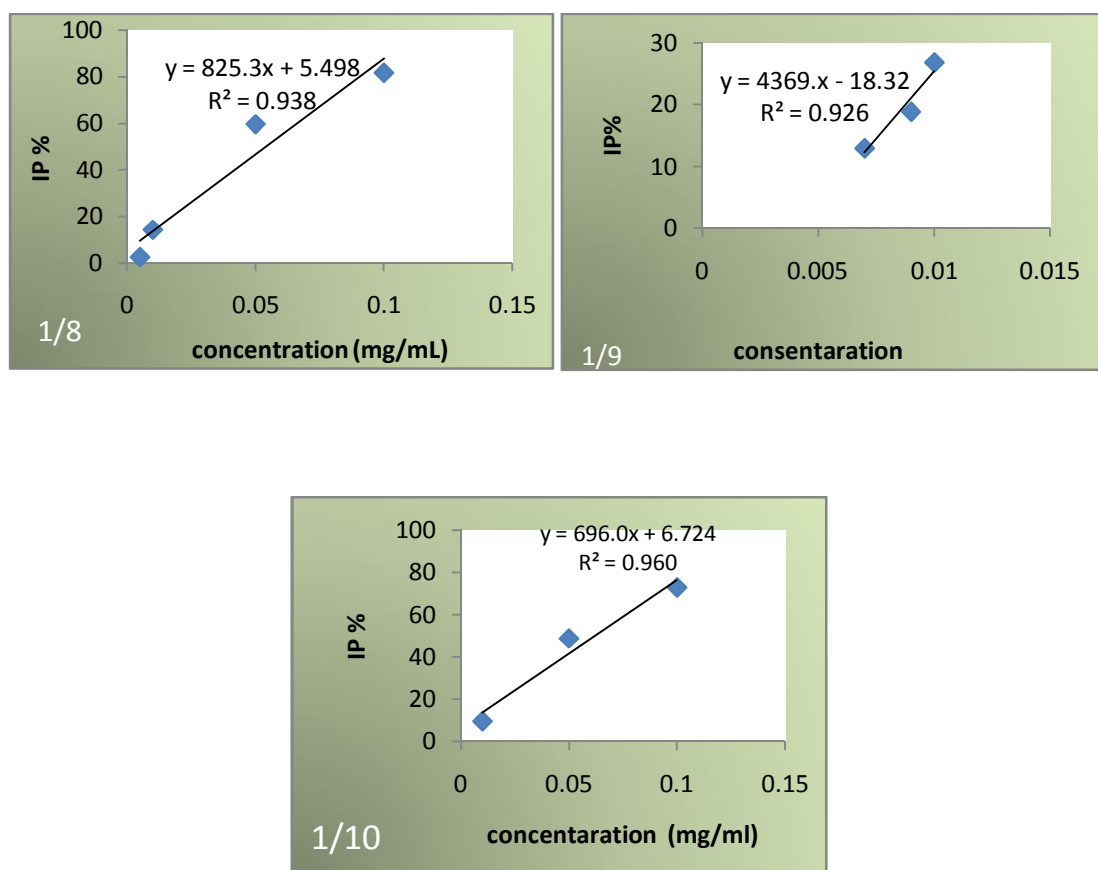 100
80
60
40
20
0
IP %
y = 825.3x + 5.498
R² = 0.938
0 0.05 0.1 0.15
concentration (mg/mL)
1/8
30
20
10
0
IP%
y = 4369.x - 18.32
R² = 0.926
0 0.005 0.01 0.015
consentaration
1/9
100
80
60
40
20
0
IP %
y = 696.0x + 6.724
R² = 0.960
0 0.05 0.1 0.15
concentaration (mg/ml)
1/10